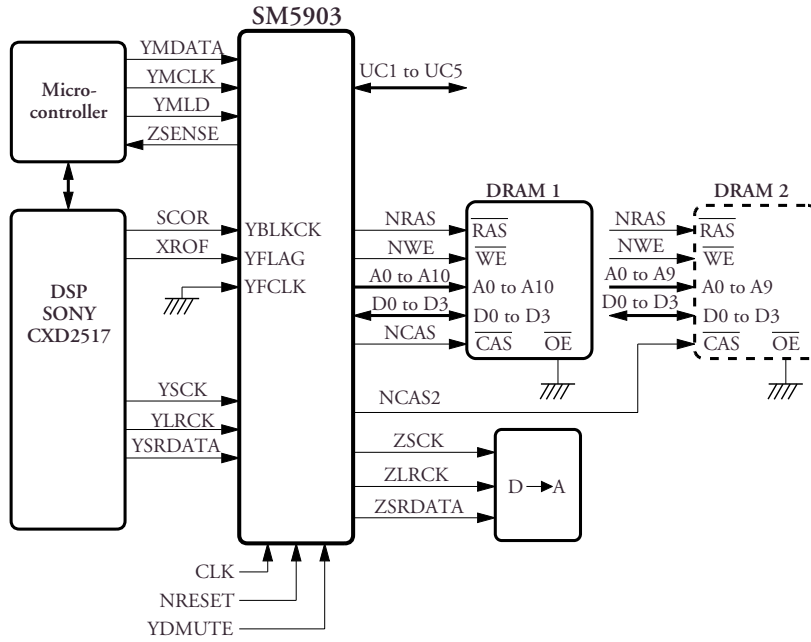 SM5903
Micro-
controller
YMDATA
YMCLK
YMLD
ZSENSE
UC1 to UC5
DSP
SONY
CXD2517
SCOR
XROF
YBLKCK
YFLAG
YFCLK
YSCK
YLRCK
YSRDATA
NRAS
NWE
A0 to A10
D0 to D3
NCAS
DRAM 1
RAS
WE
A0 to A10
D0 to D3
CAS OE
NRAS
NWE
A0 to A9
D0 to D3
DRAM 2
RAS
WE
A0 to A9
D0 to D3
CAS OE
NCAS2
ZSCK
ZLRCK
ZSRDATA
D A
CLK
NRESET
YDMUTE